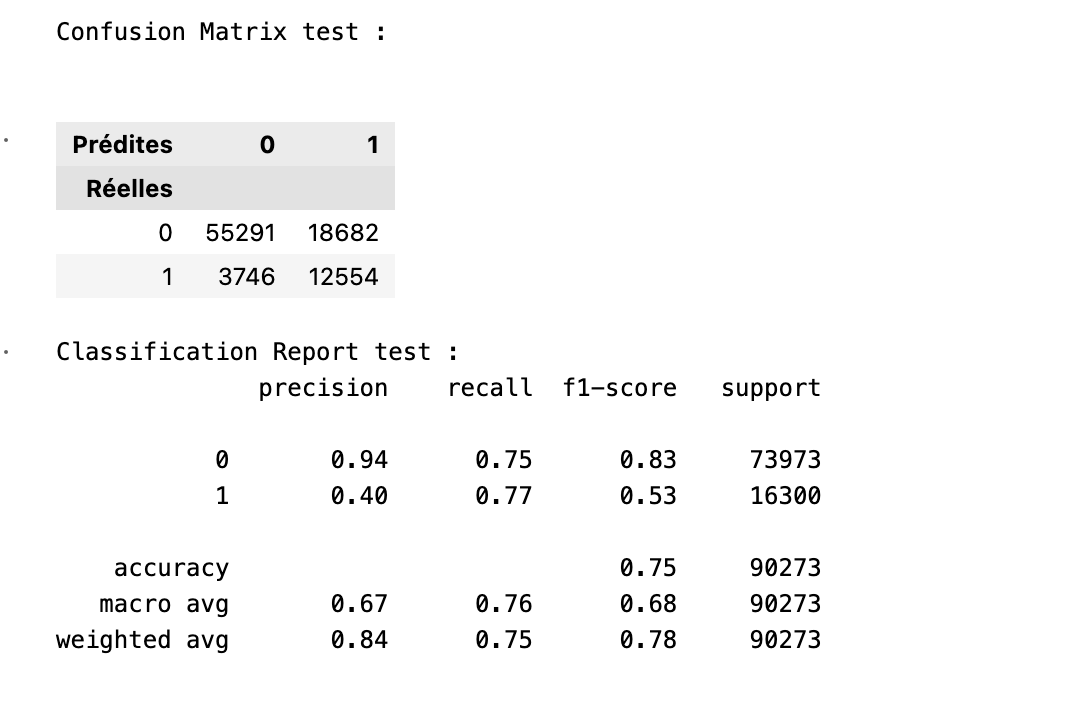 Confusion Matrix test :
Prédites 0 1
Réelles
0 55291 18682
1 3746 12554
Classification Report test :
precision recall f1-score support
0 0.94 0.75 0.83 73973
1 0.40 0.77 0.53 16300
accuracy 0.75 90273
macro avg 0.67 0.76 0.68 90273
weighted avg 0.84 0.75 0.78 90273